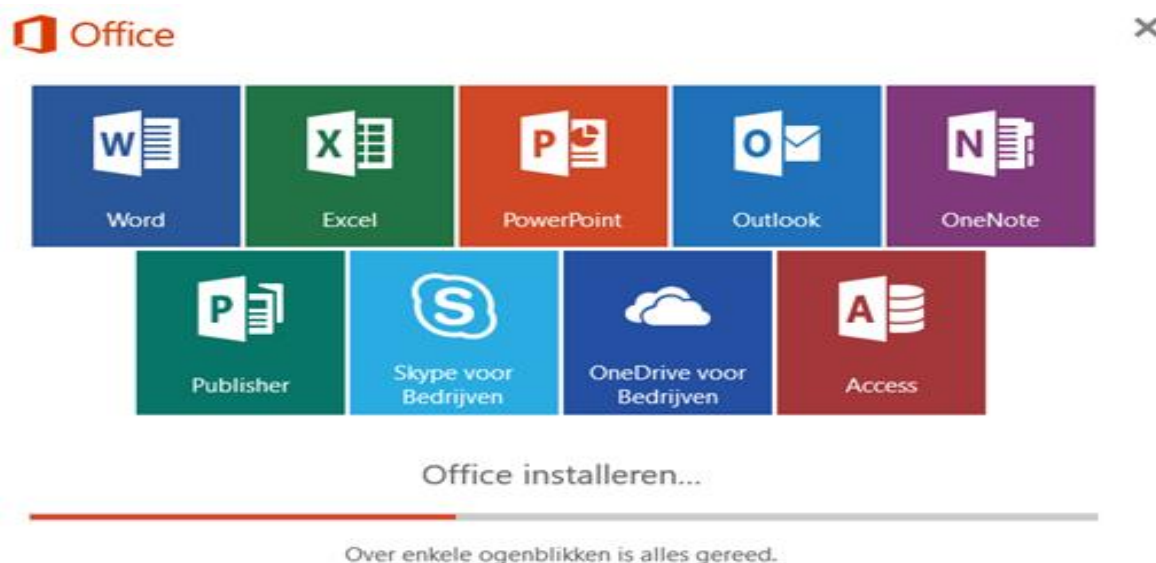 Office
Word Excel PowerPoint Outlook OneNote
Publisher Skype voor Bedrijven OneDrive voor Bedrijven Access
Office installeren...
Over enkele ogenblikken is alles gereed.